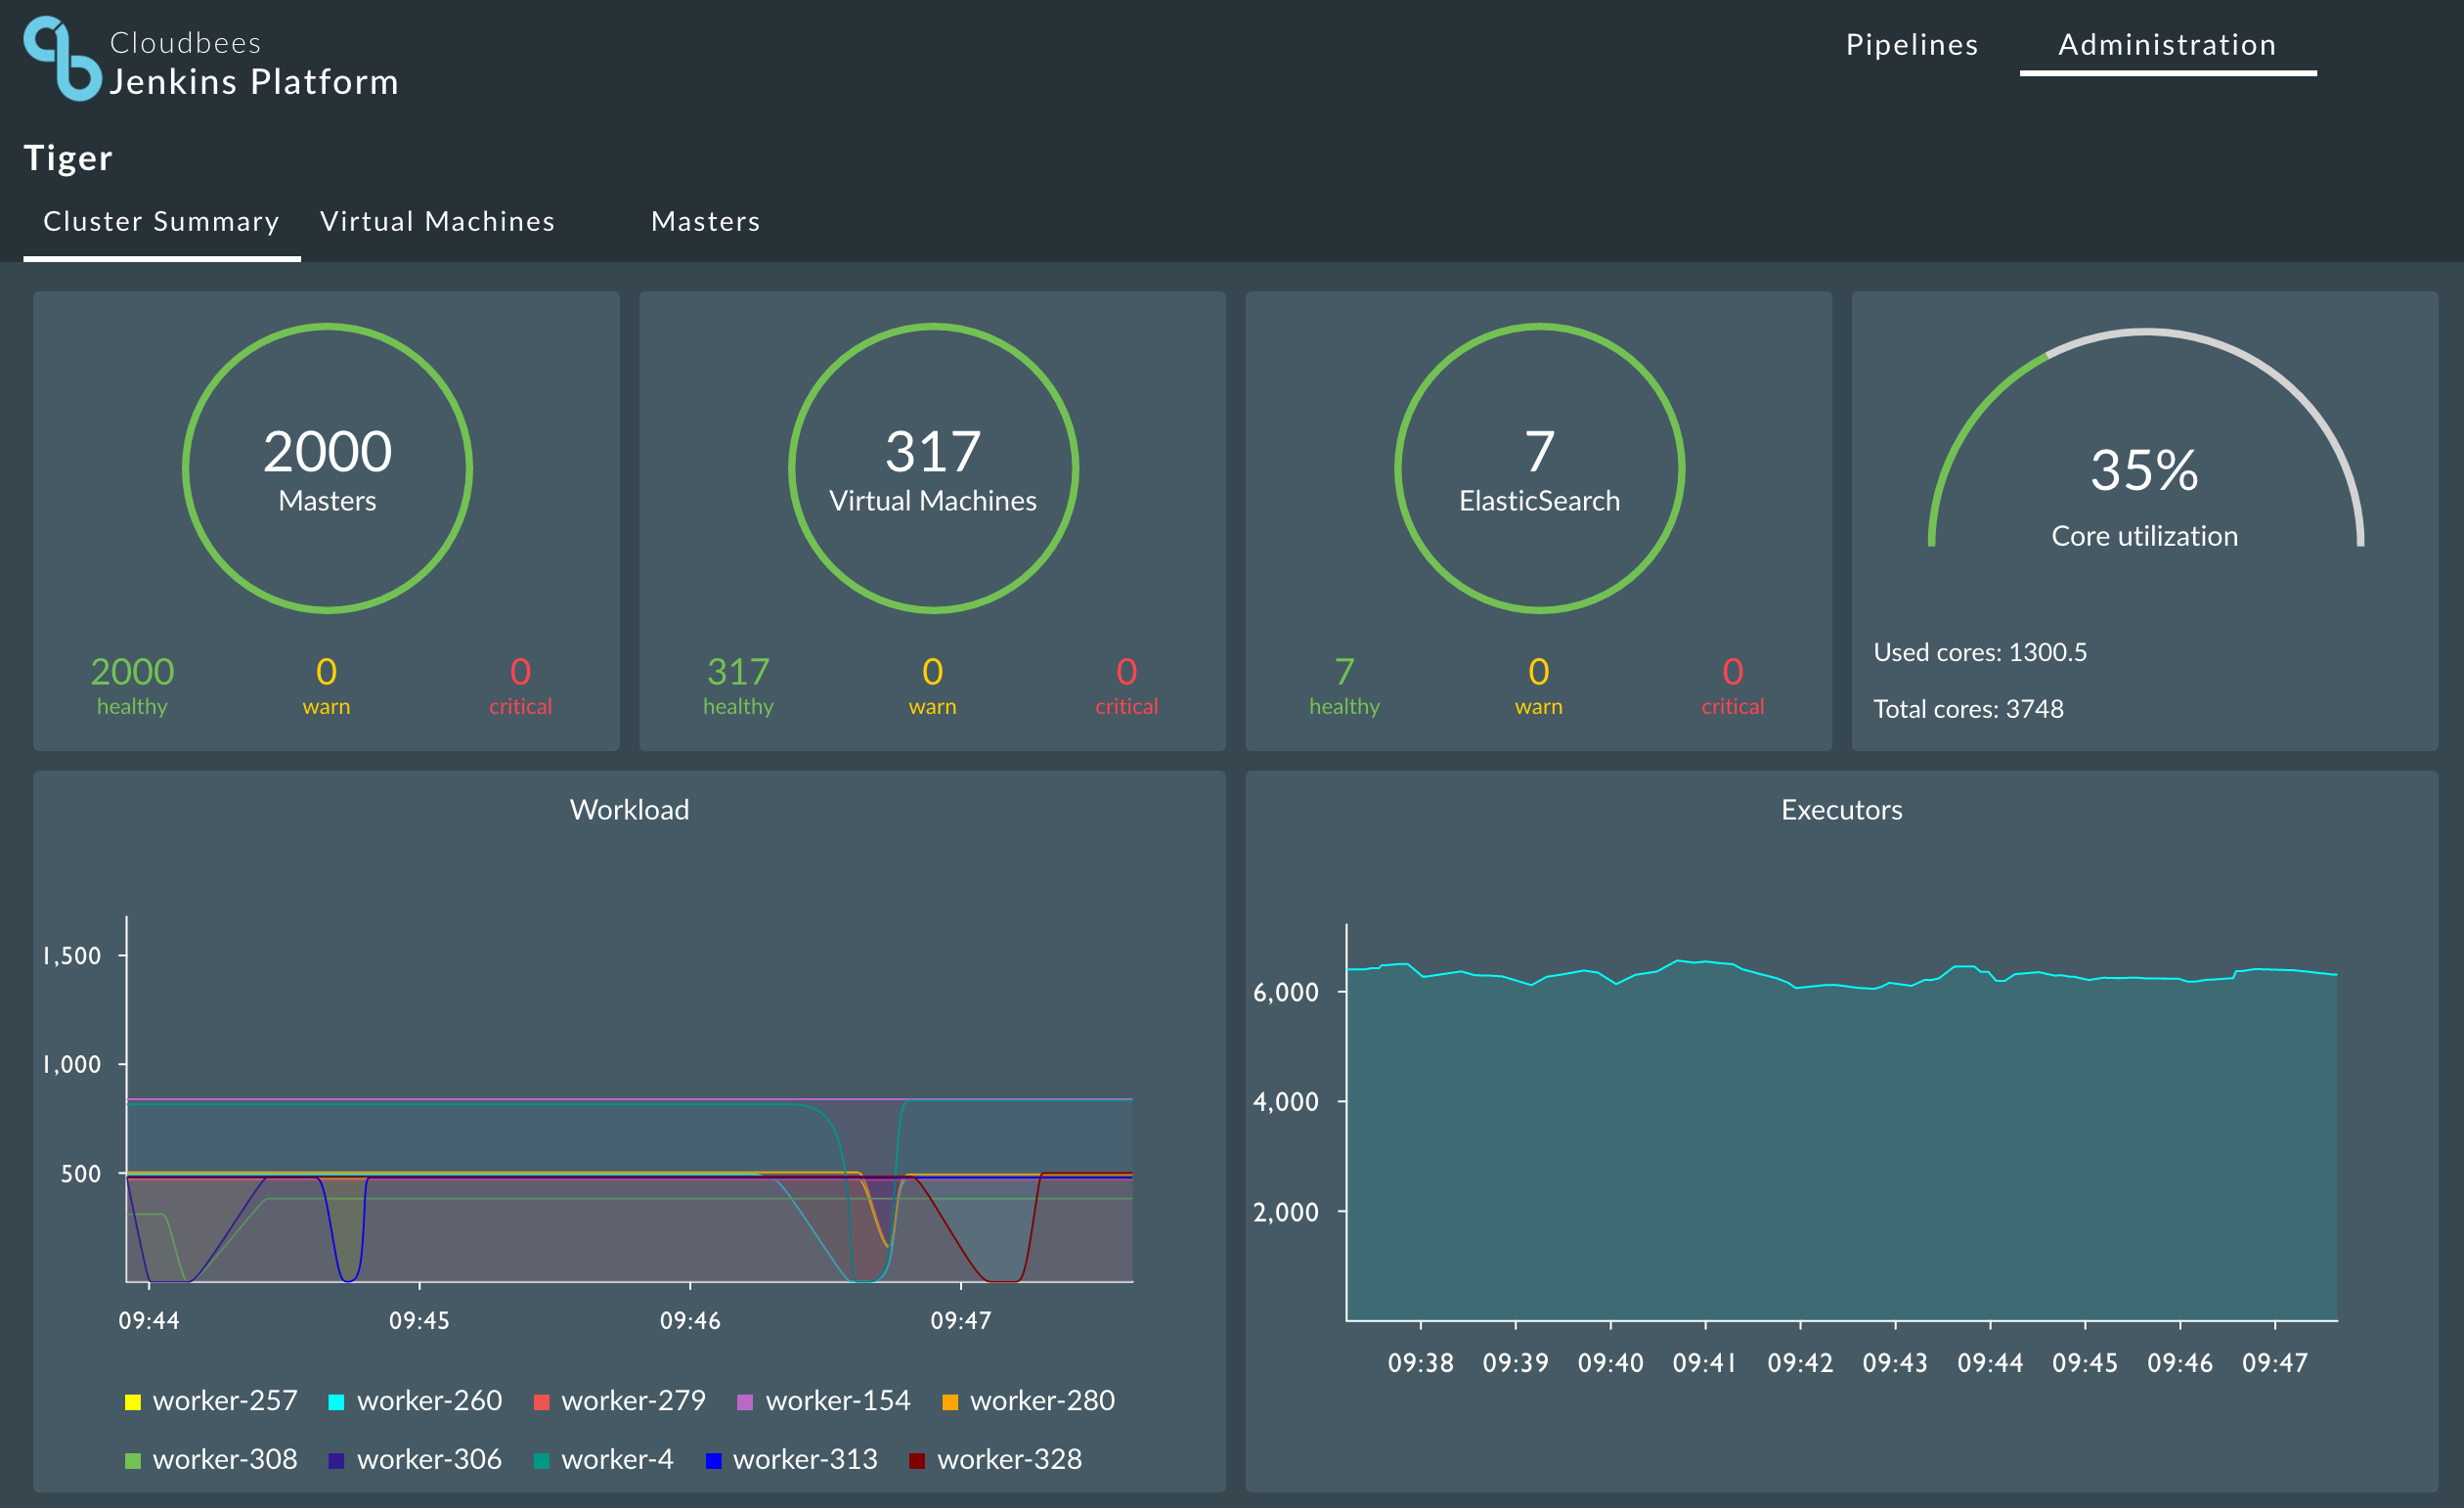 Cloudbees
Jenkins Platform
Pipelines
Administration
Tiger
Cluster Summary
Virtual Machines
Masters
2000
Masters
2000
healthy
0
warn
0
critical
317
Virtual Machines
317
healthy
0
warn
0
critical
7
ElasticSearch
7
healthy
0
warn
0
critical
35%
Core utilization
Used cores: 1300.5
Total cores: 3748
Workload
1,500
1,000
500
09:44
09:45
09:46
09:47
worker-257
worker-260
worker-279
worker-154
worker-280
worker-308
worker-306
worker-4
worker-313
worker-328
Executors
6,000
4,000
2,000
09:38
09:39
09:40
09:41
09:42
09:43
09:44
09:45
09:46
09:47